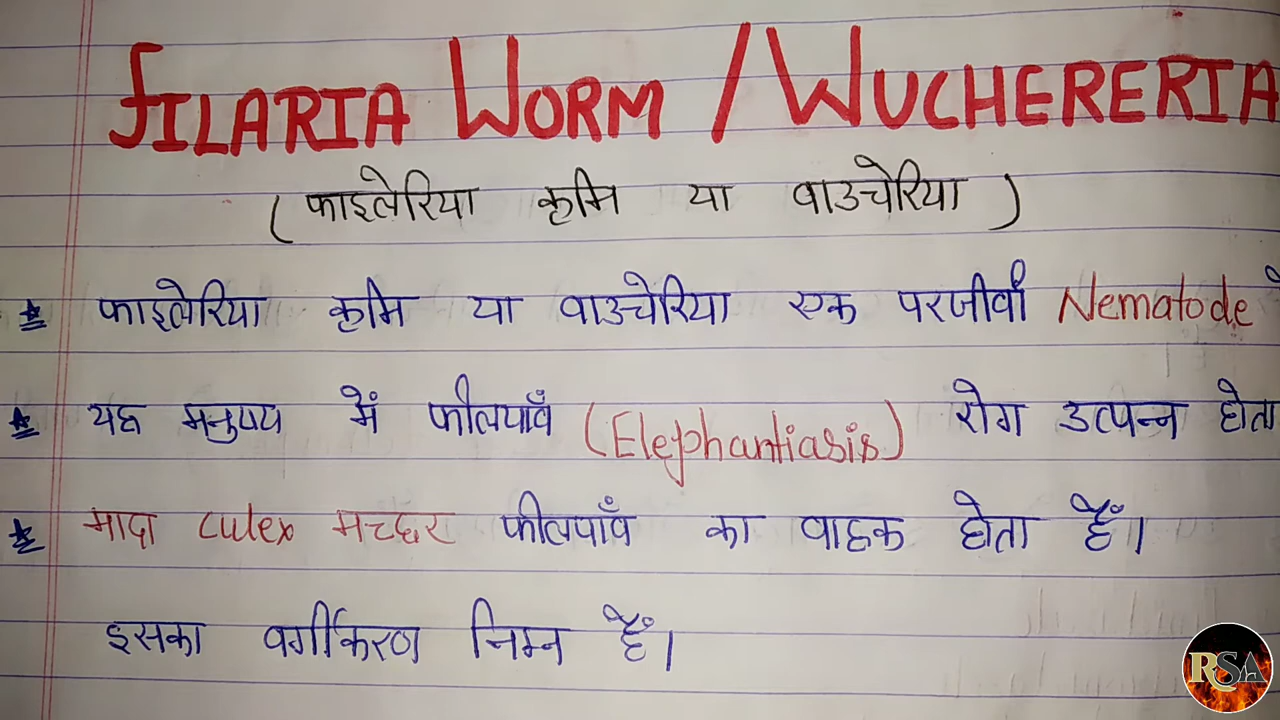 FILARIA WORM / WUCHERERIA
( फाइलेरिया कृमि या वाउचेरिया )
* फाइलेरिया कृमि या वाउचेरिया एक परजीवी Nematode है
* यह मनुष्य में फीलपाँव (Elephantiasis) रोग उत्पन्न होता
* मादा Culex मच्छर फीलपाँव का वाहक होता हैं।
इसका वर्गीकरण निम्न हैं।
RSA